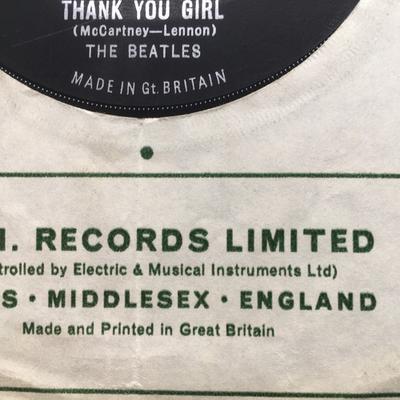 THANK YOU GIRL
(McCartney—Lennon)
THE BEATLES
MADE IN Gt. BRITAIN
I. RECORDS LIMITED
trolled by Electric & Musical Instruments Ltd)
S • MIDDLESEX • ENGLAND
Made and Printed in Great Britain